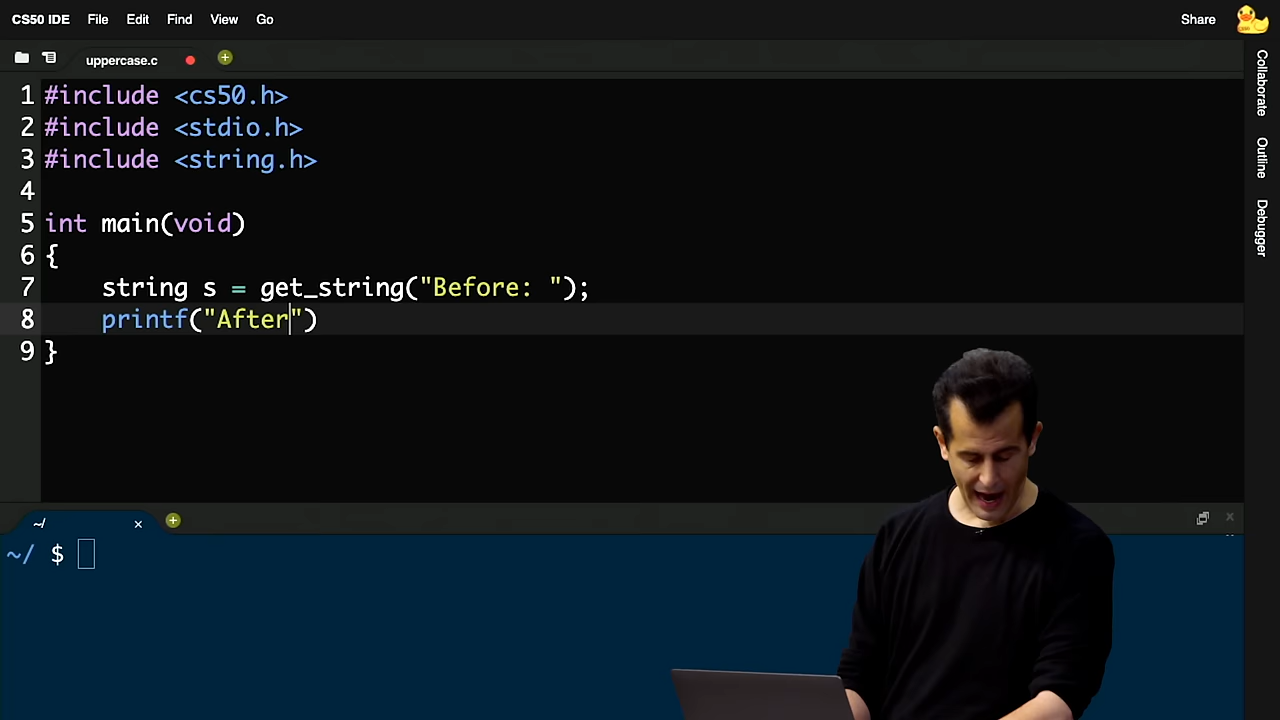 CS50 IDE File Edit Find View Go Share
uppercase.c
1 #include <cs50.h>
2 #include <stdio.h>
3 #include <string.h>
4
5 int main(void)
6 {
7     string s = get_string("Before: ");
8     printf("After")
9 }
~/
~/ $
Collaborate
Outline
Debugger